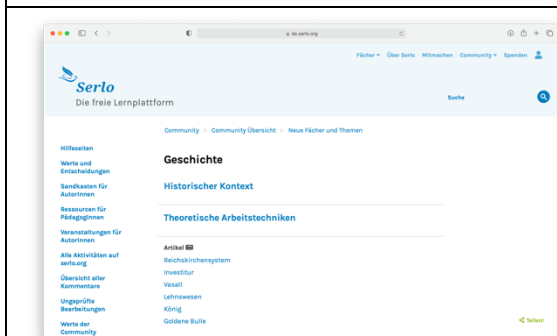 de.serlo.org
Fächer Über Serlo Mitmachen Community Spenden
Serlo
Die freie Lernplattform
Suche
Community > Community Übersicht > Neue Fächer und Themen
Hilfeseiten
Werte und
Entscheidungen
Sandkasten für
AutorInnen
Ressourcen für
PädagogInnen
Veranstaltungen für
AutorInnen
Alle Aktivitäten auf
serlo.org
Übersicht aller
Kommentare
Ungeprüfte
Bearbeitungen
Werte der
Community
Geschichte
Historischer Kontext
Theoretische Arbeitstechniken
Artikel
Reichskirchensystem
Investitur
Vasall
Lehnswesen
König
Goldene Bulle
Teilen!